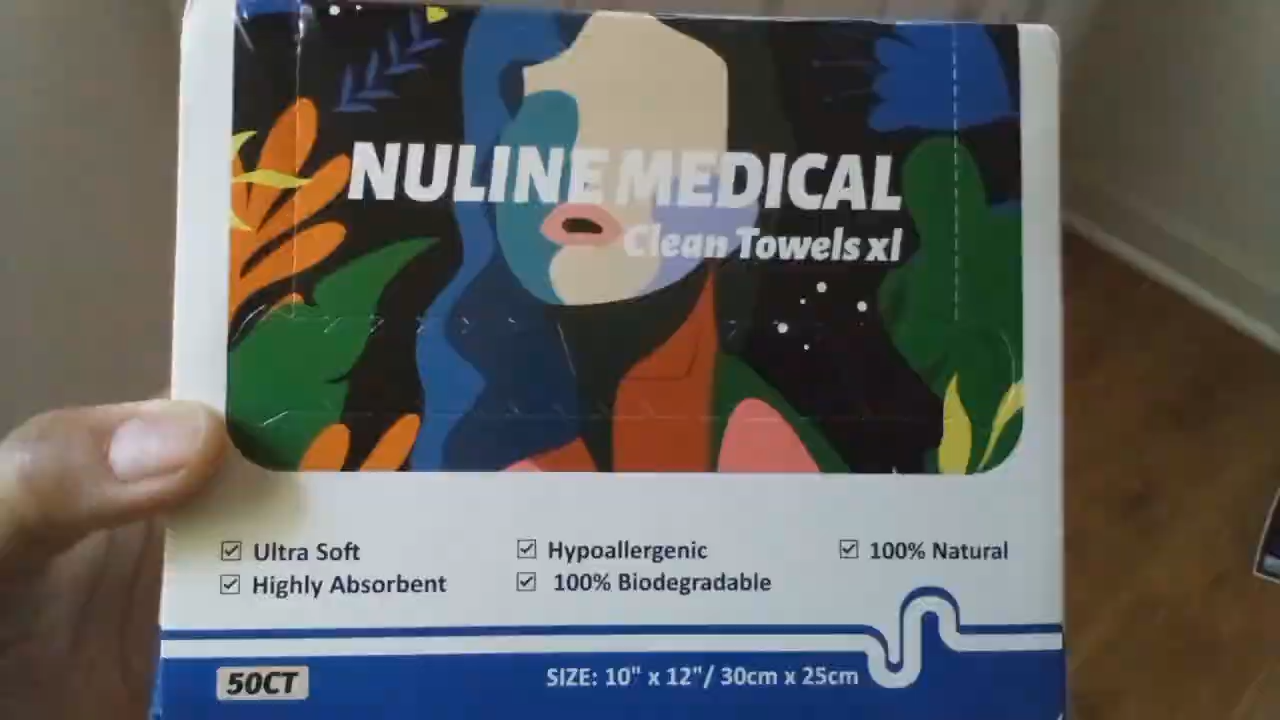 NULINE MEDICAL
Clean Towels xl
Ultra Soft
Hypoallergenic
100% Natural
Highly Absorbent
100% Biodegradable
50CT
SIZE: 10" x 12"/ 30cm x 25cm